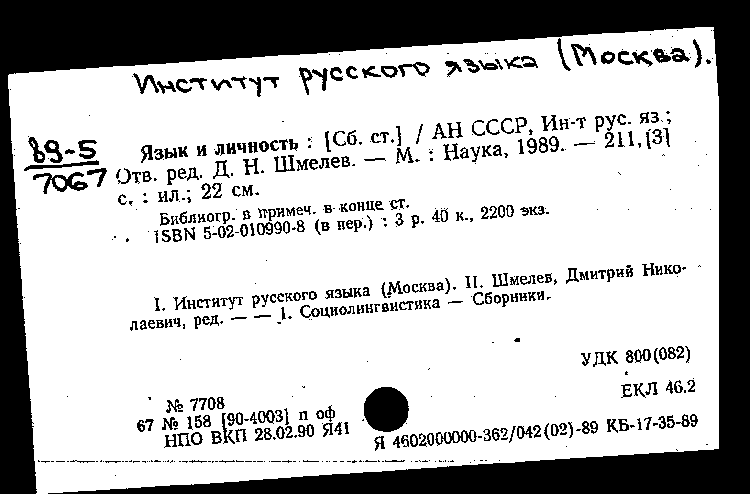 Институт русского языка (Москва).
89-5
7067
Язык и личность : [Сб. ст.] / АН СССР, Ин-т рус. яз.;
Отв. ред. Д. Н. Шмелев. — М. : Наука, 1989. — 211,[3]
с. : ил.; 22 см.
Библиогр. в примеч. в конце ст.
ISBN 5-02-010990-8 (в пер.) : 3 р. 40 к., 2200 экз.
I. Институт русского языка (Москва). II. Шмелев, Дмитрий Нико-
лаевич, ред. — — 1. Социолингвистика — Сборники.
УДК 800(082)
ЕКЛ 46.2
№ 7708
67 № 158 [90-4003] п оф
НПО ВКП 28.02.90 Я41
Я 4602000000-362/042(02)-89 КБ-17-35-89